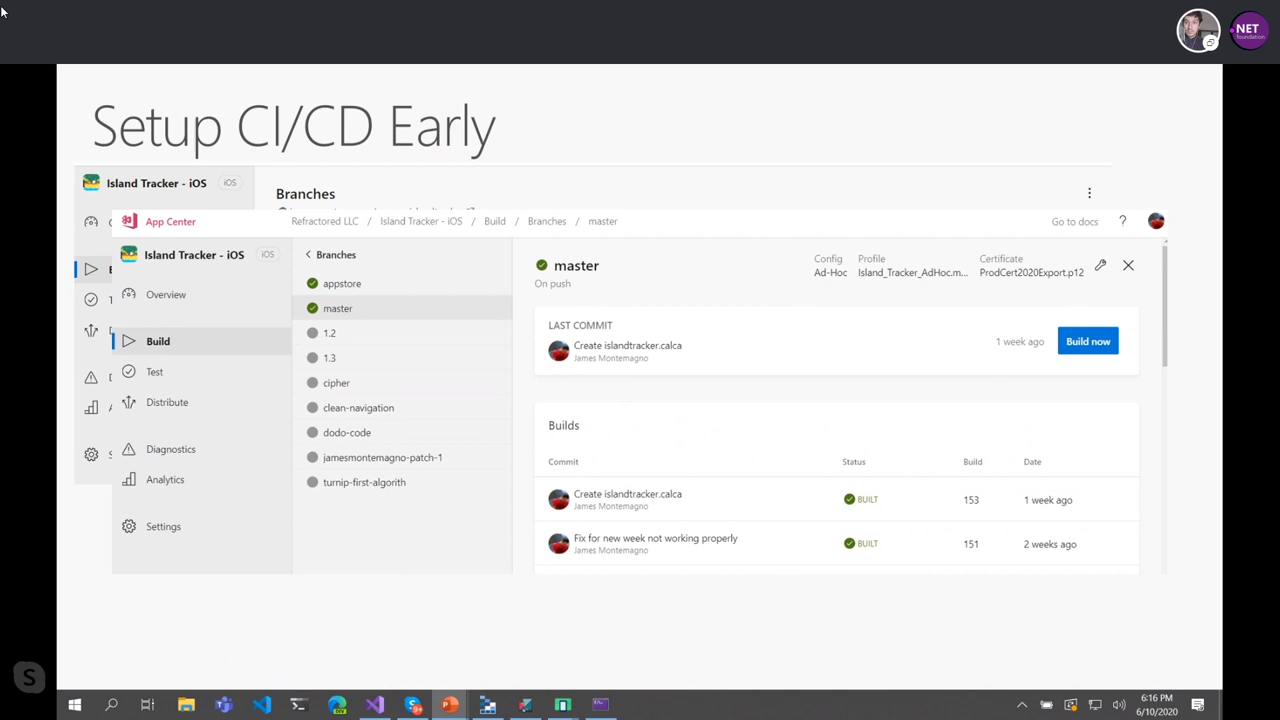 NET
foundation
Setup CI/CD Early
Island Tracker - iOS
iOS
Branches
App Center
Refractored LLC / Island Tracker - iOS / Build / Branches / master
Go to docs
?
Island Tracker - iOS
iOS
Branches
Overview
Build
Test
Distribute
Diagnostics
Analytics
Settings
appstore
master
1.2
1.3
cipher
clean-navigation
dodo-code
jamesmontemagno-patch-1
turnip-first-algorith
master
On push
Config
Ad-Hoc
Profile
Island_Tracker_AdHoc.m...
Certificate
ProdCert2020Export.p12
LAST COMMIT
Create islandtracker.calca
James Montemagno
1 week ago
Build now
Builds
Commit Status Build Date
Create islandtracker.calca
James Montemagno
BUILT 153 1 week ago
Fix for new week not working properly
James Montemagno
BUILT 151 2 weeks ago
S
6:16 PM
6/10/2020